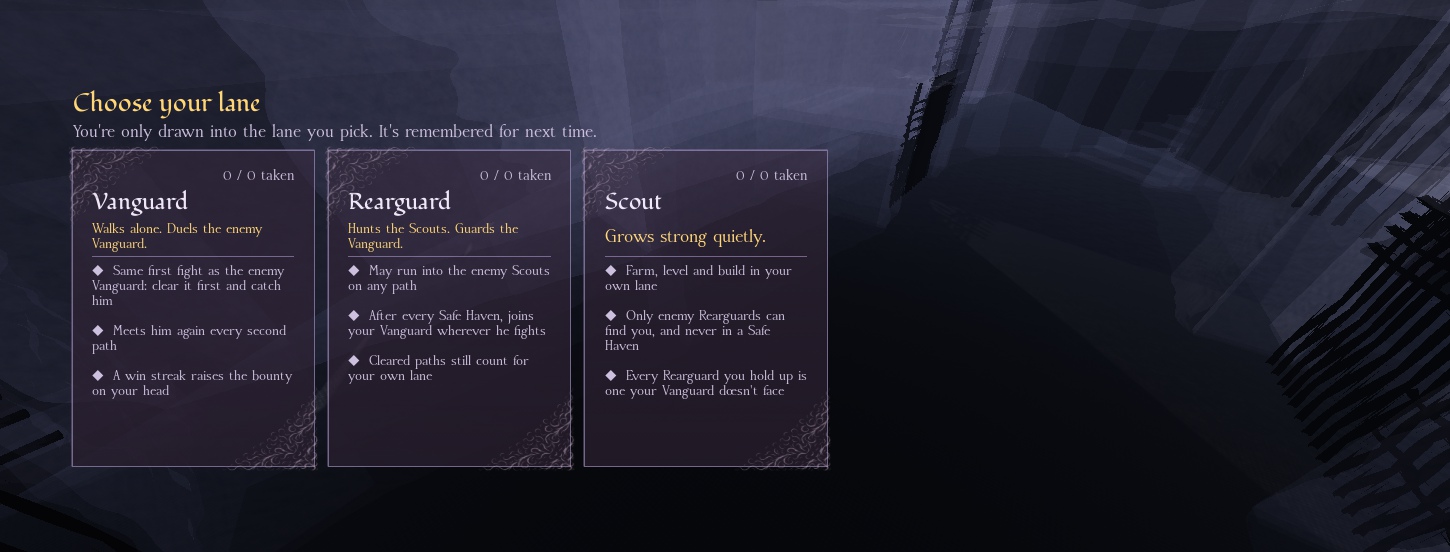 Choose your lane
You're only drawn into the lane you pick. It's remembered for next time.
0 / 0 taken
Vanguard
Walks alone. Duels the enemy
Vanguard.
◆ Same first fight as the enemy
Vanguard: clear it first and catch
him
◆ Meets him again every second
path
◆ A win streak raises the bounty
on your head
0 / 0 taken
Rearguard
Hunts the Scouts. Guards the
Vanguard.
◆ May run into the enemy Scouts
on any path
◆ After every Safe Haven, joins
your Vanguard wherever he fights
◆ Cleared paths still count for
your own lane
0 / 0 taken
Scout
Grows strong quietly.
◆ Farm, level and build in your
own lane
◆ Only enemy Rearguards can
find you, and never in a Safe
Haven
◆ Every Rearguard you hold up is
one your Vanguard doesn't face